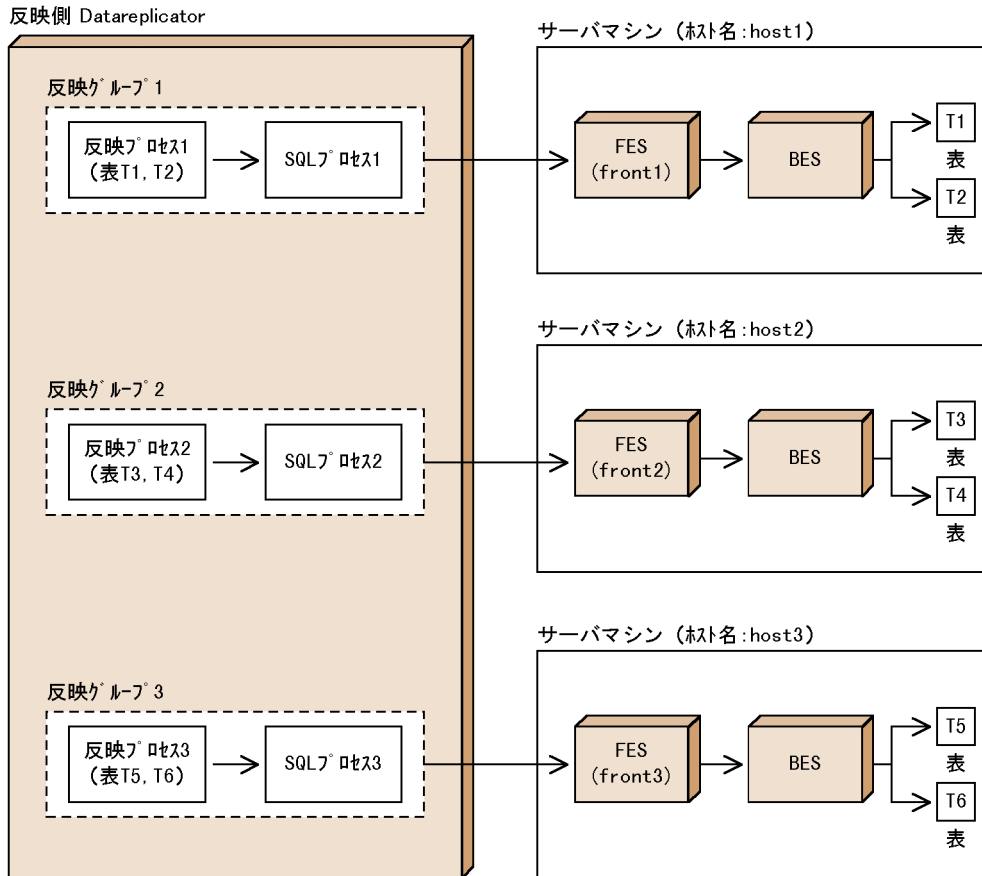 反映側 Datareplicator
反映ｸﾞﾙｰﾌﾟ1
反映ﾌﾟﾛｾｽ1
(表T1, T2)
SQLﾌﾟﾛｾｽ1
サーバマシン (ﾎｽﾄ名:host1)
FES
(front1)
BES
T1
表
T2
表
反映ｸﾞﾙｰﾌﾟ2
反映ﾌﾟﾛｾｽ2
(表T3, T4)
SQLﾌﾟﾛｾｽ2
サーバマシン (ﾎｽﾄ名:host2)
FES
(front2)
BES
T3
表
T4
表
反映ｸﾞﾙｰﾌﾟ3
反映ﾌﾟﾛｾｽ3
(表T5, T6)
SQLﾌﾟﾛｾｽ3
サーバマシン (ﾎｽﾄ名:host3)
FES
(front3)
BES
T5
表
T6
表